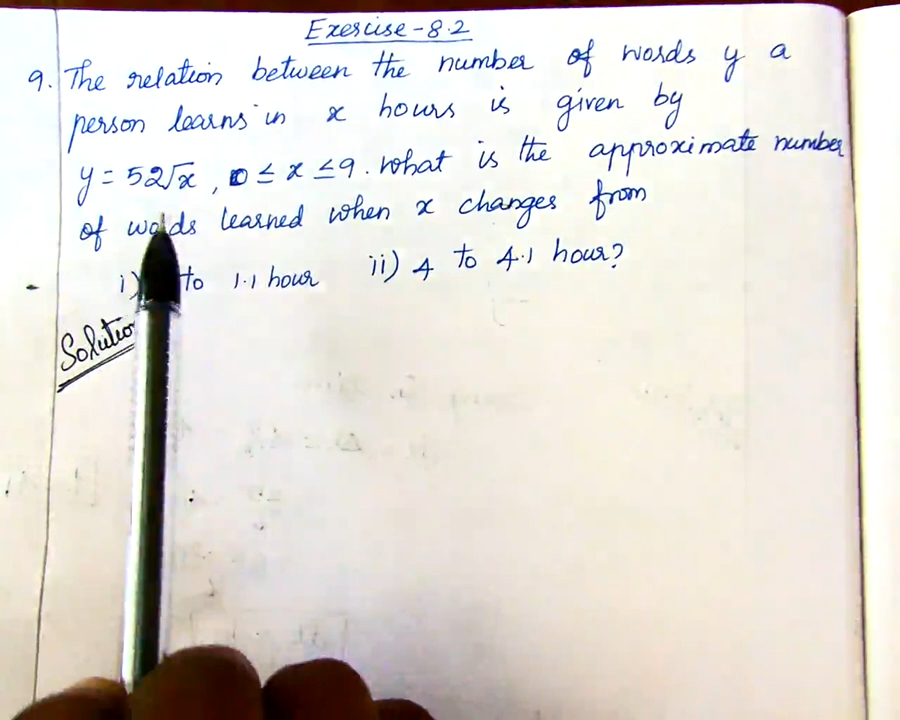 Exercise-8.2
9. The relation between the number of words y a
person learns in x hours is given by
y = 52√x, 0 ≤ x ≤ 9. What is the approximate number
of words learned when x changes from
i) to 1.1 hour ii) 4 to 4.1 hour?
Solution